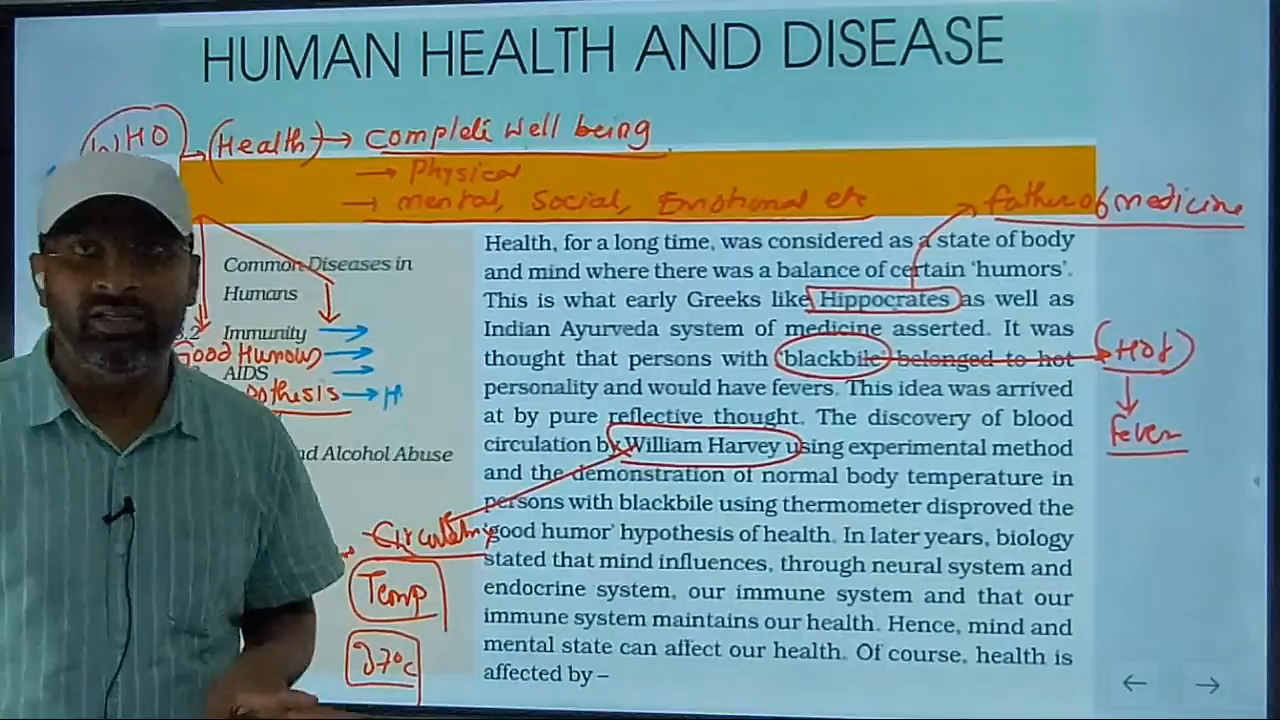 HUMAN HEALTH AND DISEASE
WHO
(Health) → Compleli well being
→ Physical
→ mental, Social, Emotional etc
father of medicine
Common Diseases in
Humans
Immunity
Good Humous
AIDS
othesis → H
nd Alcohol Abuse
Health, for a long time, was considered as a state of body
and mind where there was a balance of certain 'humors'.
This is what early Greeks like Hippocrates as well as
Indian Ayurveda system of medicine asserted. It was
thought that persons with 'blackbile' belonged to hot
personality and would have fevers. This idea was arrived
at by pure reflective thought. The discovery of blood
circulation by William Harvey using experimental method
and the demonstration of normal body temperature in
persons with blackbile using thermometer disproved the
'good humor' hypothesis of health. In later years, biology
stated that mind influences, through neural system and
endocrine system, our immune system and that our
immune system maintains our health. Hence, mind and
mental state can affect our health. Of course, health is
affected by –
(Hot)
fever
Temp
37°c